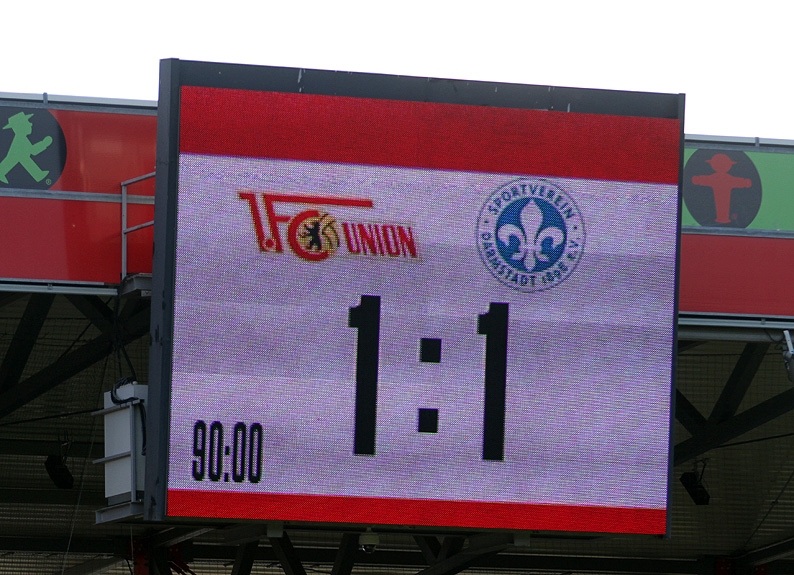 1.FC UNION
SPORTVEREIN
DARMSTADT 1898 E.V.
1:1
90:00